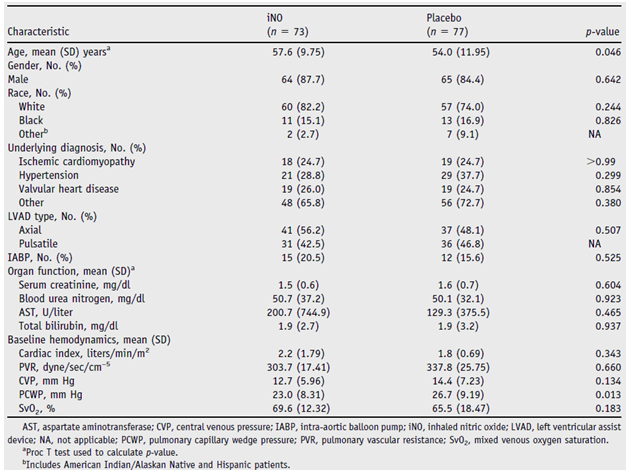 iNO Placebo
Characteristic (n = 73) (n = 77) p-value
Age, mean (SD) yearsᵃ 57.6 (9.75) 54.0 (11.95) 0.046
Gender, No. (%)
Male 64 (87.7) 65 (84.4) 0.642
Race, No. (%)
White 60 (82.2) 57 (74.0) 0.244
Black 11 (15.1) 13 (16.9) 0.826
Otherᵇ 2 (2.7) 7 (9.1) NA
Underlying diagnosis, No. (%)
Ischemic cardiomyopathy 18 (24.7) 19 (24.7) >0.99
Hypertension 21 (28.8) 29 (37.7) 0.299
Valvular heart disease 19 (26.0) 19 (24.7) 0.854
Other 48 (65.8) 56 (72.7) 0.380
LVAD type, No. (%)
Axial 41 (56.2) 37 (48.1) 0.507
Pulsatile 31 (42.5) 36 (46.8) NA
IABP, No. (%) 15 (20.5) 12 (15.6) 0.525
Organ function, mean (SD)ᵃ
Serum creatinine, mg/dl 1.5 (0.6) 1.6 (0.7) 0.604
Blood urea nitrogen, mg/dl 50.7 (37.2) 50.1 (32.1) 0.923
AST, U/liter 200.7 (744.9) 129.3 (375.5) 0.465
Total bilirubin, mg/dl 1.9 (2.7) 1.9 (3.2) 0.937
Baseline hemodynamics, mean (SD)
Cardiac index, liters/min/m² 2.2 (1.79) 1.8 (0.69) 0.343
PVR, dyne/sec/cm⁻⁵ 303.7 (17.41) 337.8 (25.75) 0.660
CVP, mm Hg 12.7 (5.96) 14.4 (7.23) 0.134
PCWP, mm Hg 23.0 (8.31) 26.7 (9.19) 0.013
SvO₂, % 69.6 (12.32) 65.5 (18.47) 0.183
AST, aspartate aminotransferase; CVP, central venous pressure; IABP, intra-aortic balloon pump; iNO, inhaled nitric oxide; LVAD, left ventricular assist
device; NA, not applicable; PCWP, pulmonary capillary wedge pressure; PVR, pulmonary vascular resistance; SvO₂, mixed venous oxygen saturation.
ᵃProc T test used to calculate p-value.
ᵇIncludes American Indian/Alaskan Native and Hispanic patients.